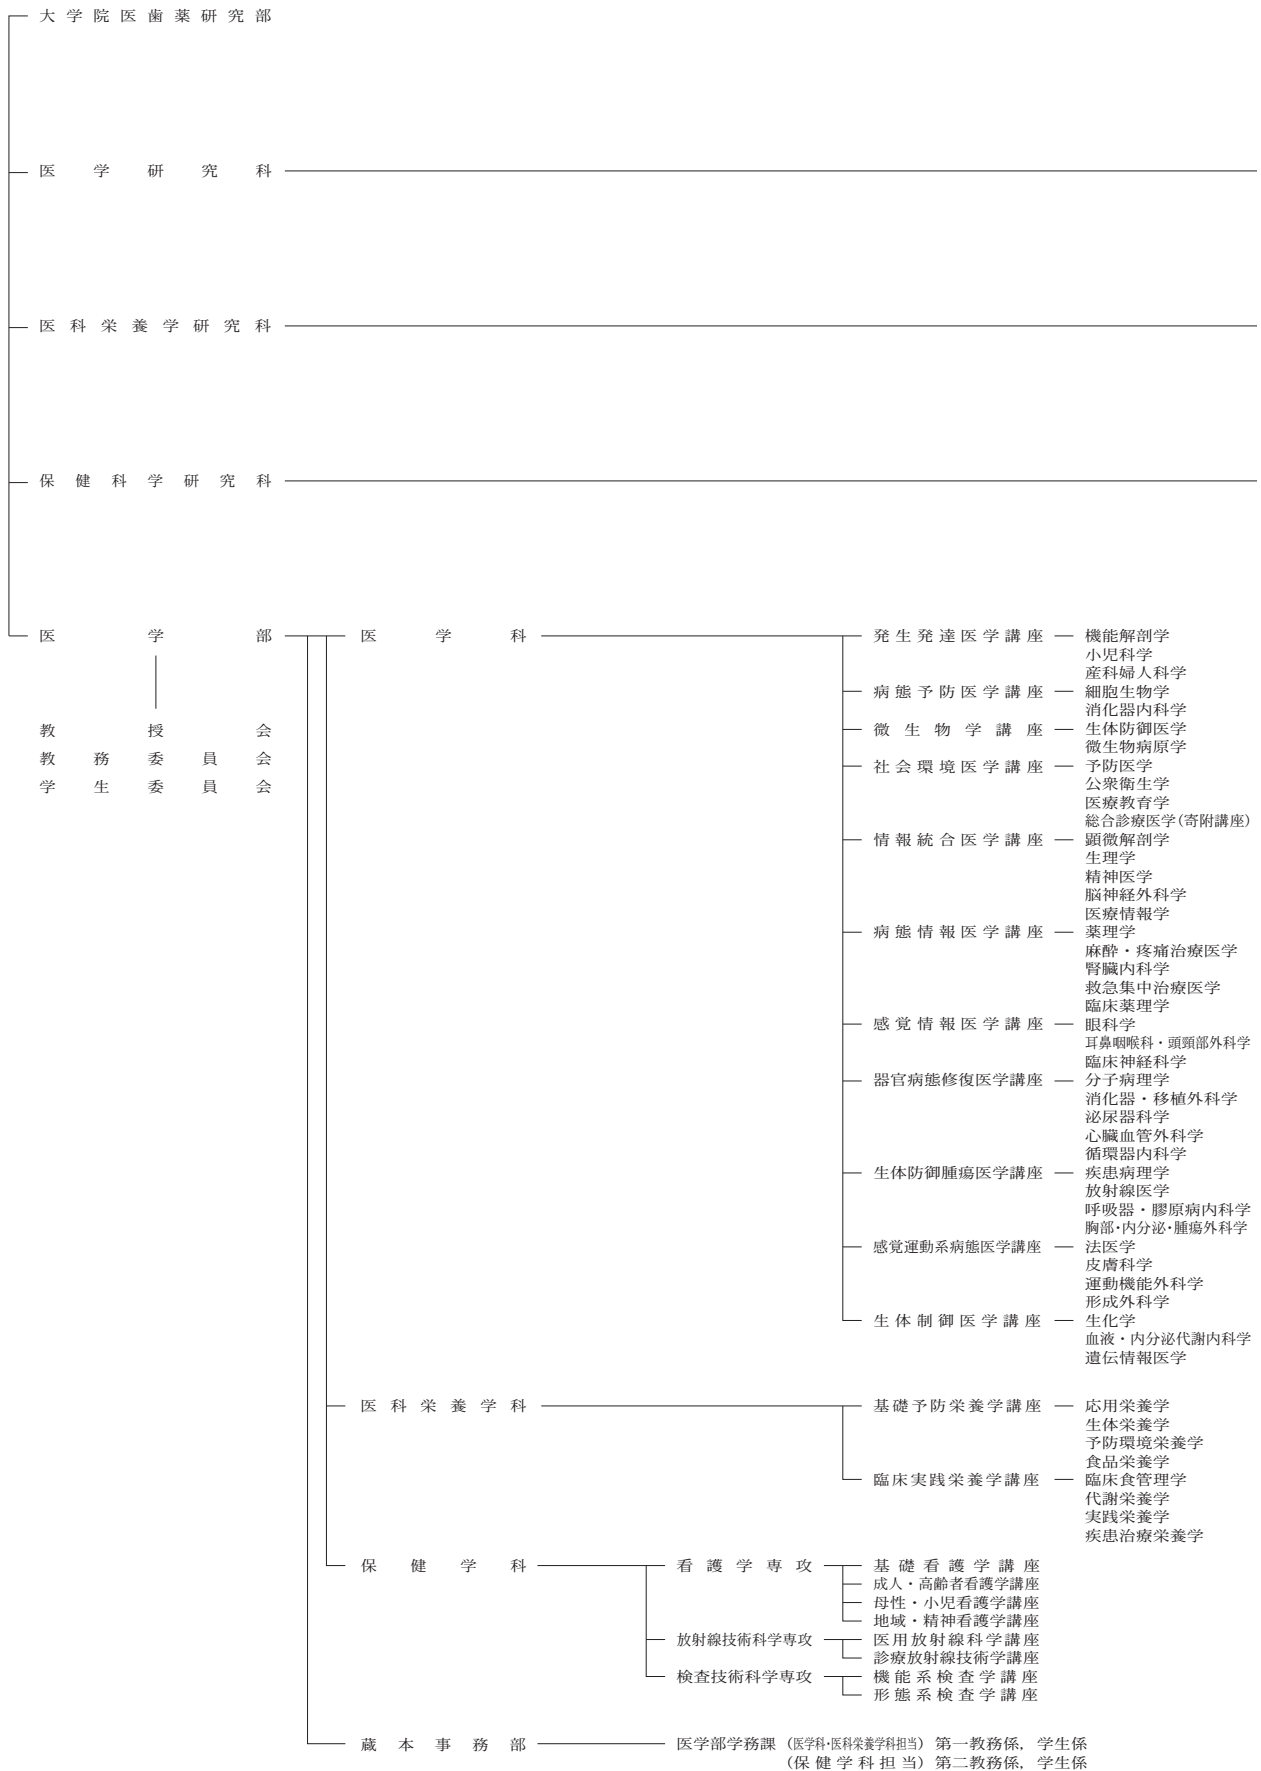 大学院医歯薬研究部
医学研究科
医科栄養学研究科
保健科学研究科
医学部 医学科 発生発達医学講座 機能解剖学
小児科学
産科婦人科学
病態予防医学講座 細胞生物学
消化器内科学
教授会 微生物学講座 生体防御医学
微生物病原学
教務委員会 社会環境医学講座 予防医学
学生委員会 公衆衛生学
医療教育学
総合診療医学(寄附講座)
情報統合医学講座 顕微解剖学
生理学
精神医学
脳神経外科学
医療情報学
病態情報医学講座 薬理学
麻酔・疼痛治療医学
腎臓内科学
救急集中治療医学
臨床薬理学
感覚情報医学講座 眼科学
耳鼻咽喉科・頭頸部外科学
臨床神経科学
器官病態修復医学講座 分子病理学
消化器・移植外科学
泌尿器科学
心臓血管外科学
循環器内科学
生体防御腫瘍医学講座 疾患病理学
放射線医学
呼吸器・膠原病内科学
胸部・内分泌・腫瘍外科学
感覚運動系病態医学講座 法医学
皮膚科学
運動機能外科学
形成外科学
生体制御医学講座 生化学
血液・内分泌代謝内科学
遺伝情報医学
医科栄養学科 基礎予防栄養学講座 応用栄養学
生体栄養学
予防環境栄養学
食品栄養学
臨床実践栄養学講座 臨床食管理学
代謝栄養学
実践栄養学
疾患治療栄養学
保健学科 看護学専攻 基礎看護学講座
成人・高齢者看護学講座
母性・小児看護学講座
地域・精神看護学講座
放射線技術科学専攻 医用放射線科学講座
診療放射線技術学講座
検査技術科学専攻 機能系検査学講座
形態系検査学講座
蔵本事務部 医学部学務課 (医学科・医科栄養学科担当) 第一教務係, 学生係
(保健学科担当) 第二教務係, 学生係